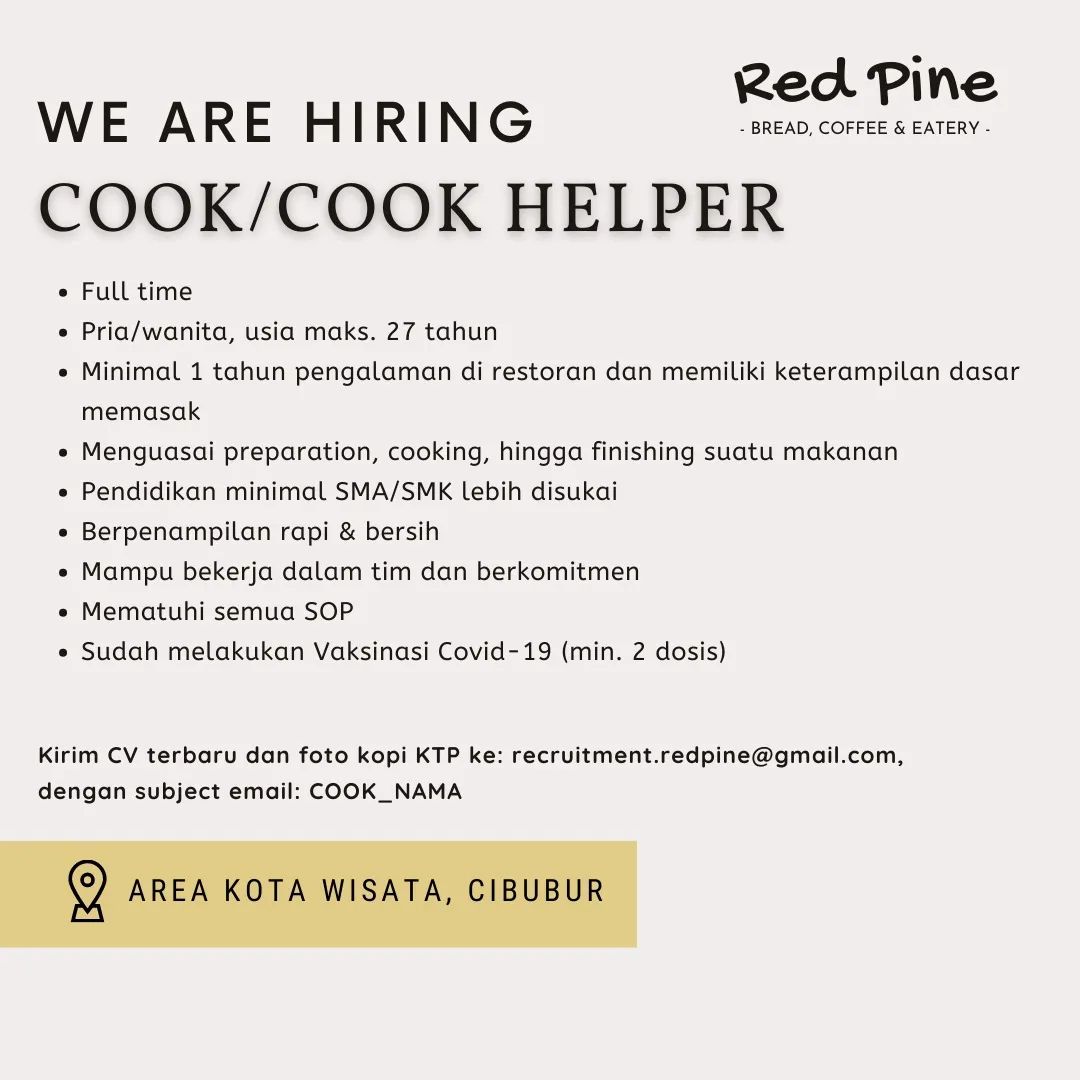 Red Pine
- BREAD, COFFEE & EATERY -
WE ARE HIRING
COOK/COOK HELPER
• Full time
• Pria/wanita, usia maks. 27 tahun
• Minimal 1 tahun pengalaman di restoran dan memiliki keterampilan dasar
memasak
• Menguasai preparation, cooking, hingga finishing suatu makanan
• Pendidikan minimal SMA/SMK lebih disukai
• Berpenampilan rapi & bersih
• Mampu bekerja dalam tim dan berkomitmen
• Mematuhi semua SOP
• Sudah melakukan Vaksinasi Covid-19 (min. 2 dosis)
Kirim CV terbaru dan foto kopi KTP ke: recruitment.redpine@gmail.com,
dengan subject email: COOK_NAMA
AREA KOTA WISATA, CIBUBUR